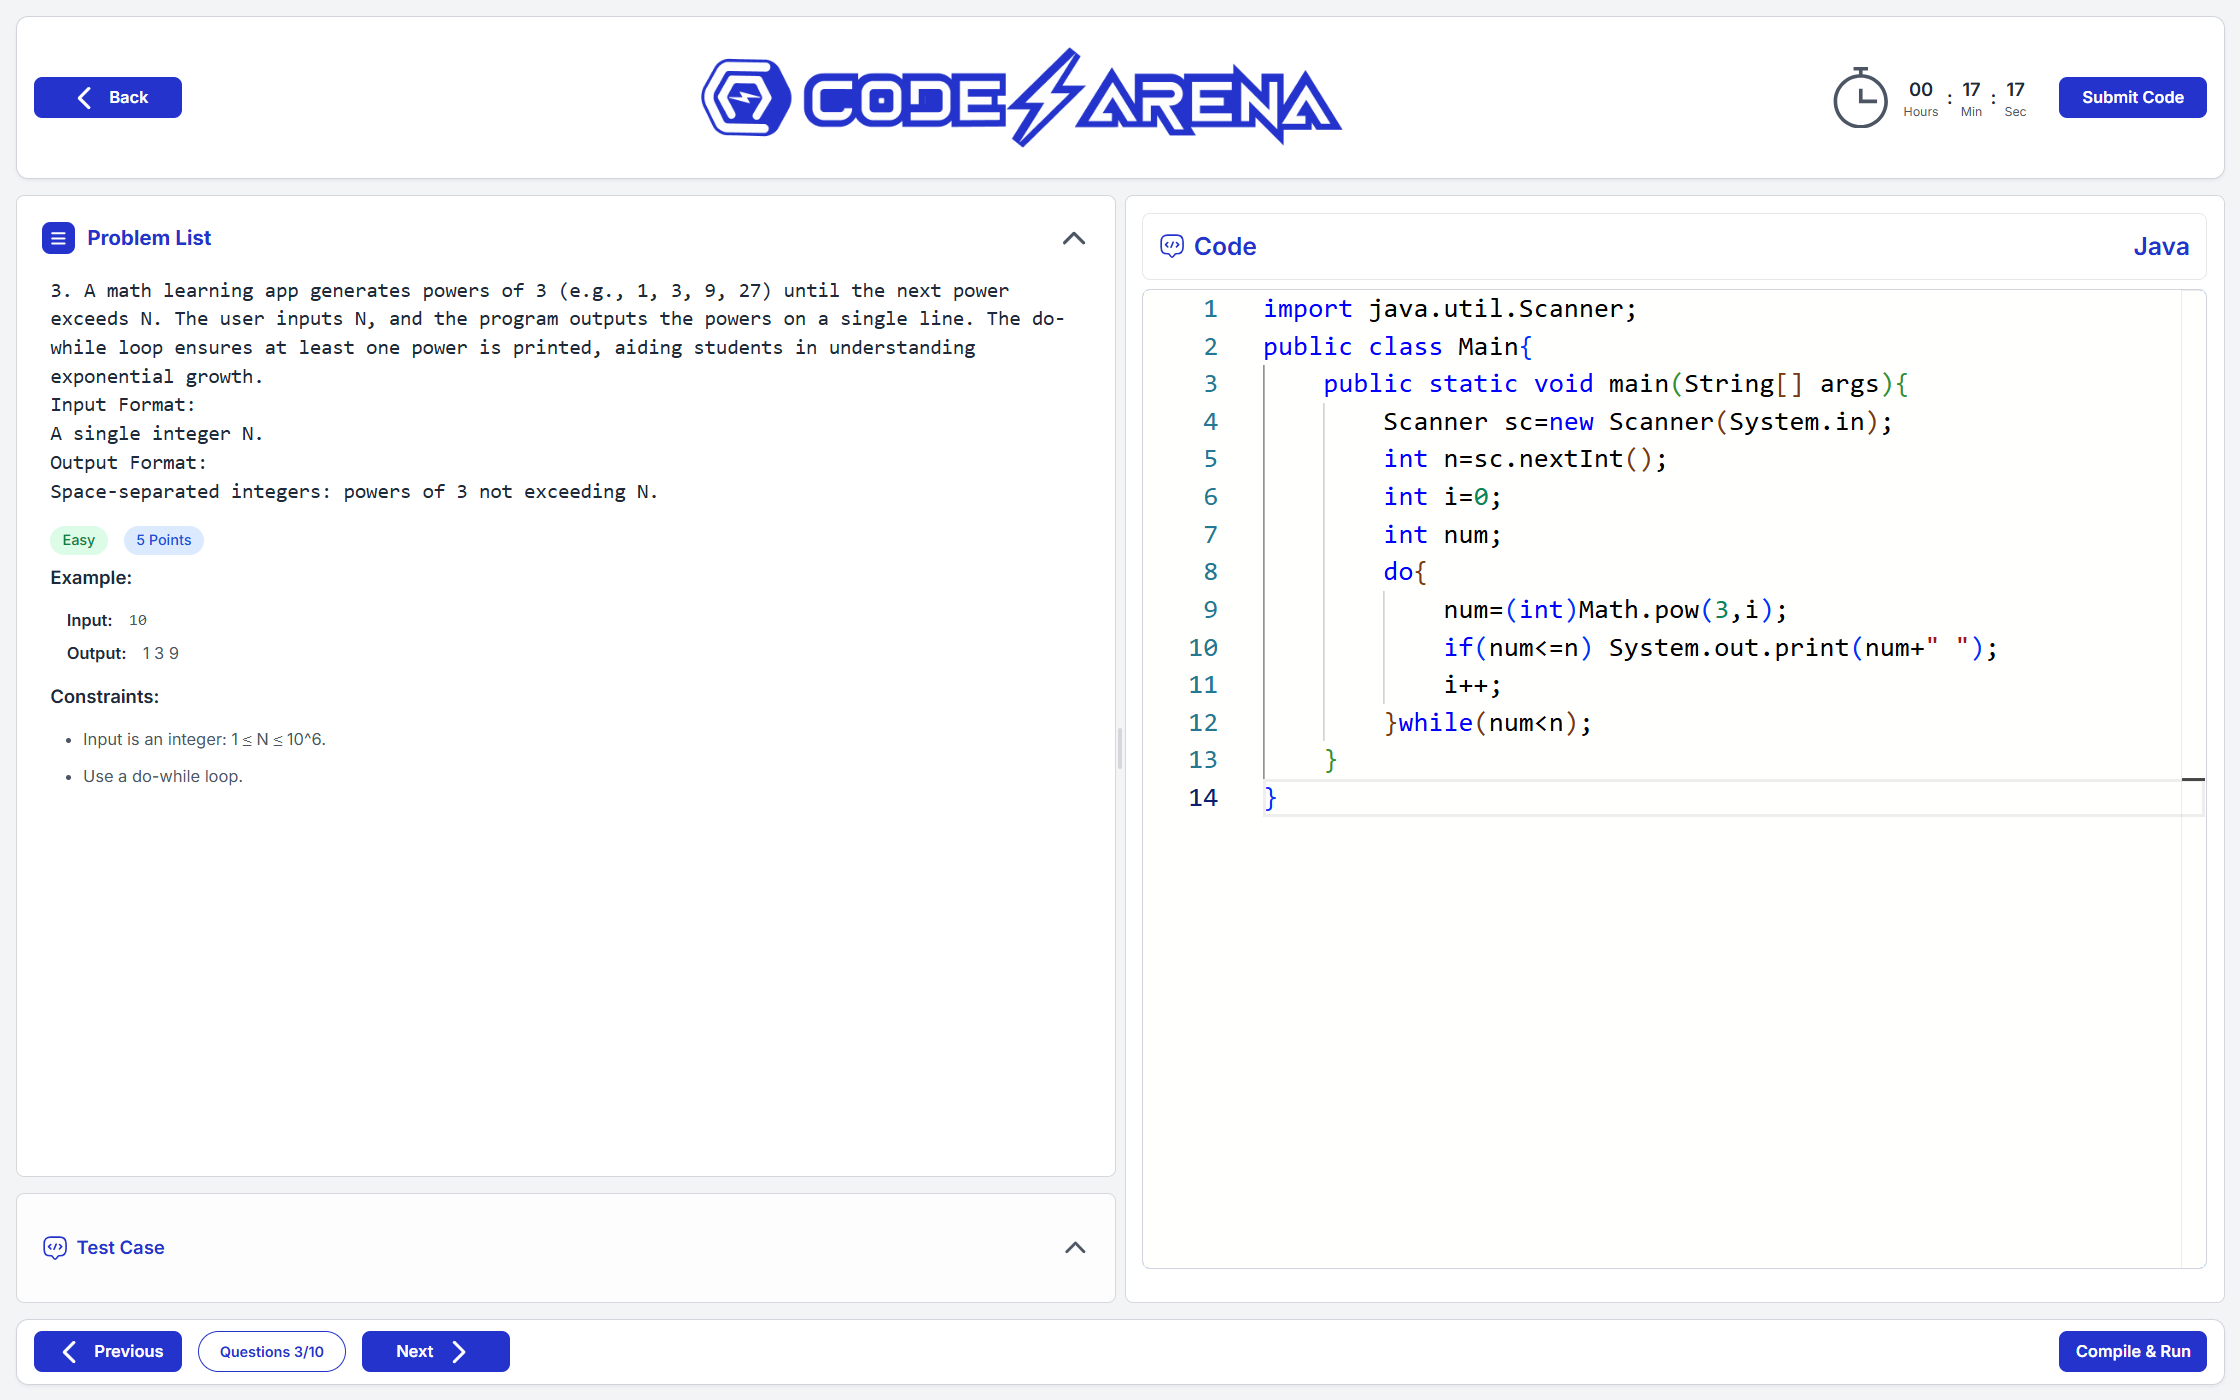 Back
CODE ARENA
00 : 17 : 17
Hours Min Sec
Submit Code
Problem List
3. A math learning app generates powers of 3 (e.g., 1, 3, 9, 27) until the next power
exceeds N. The user inputs N, and the program outputs the powers on a single line. The do-
while loop ensures at least one power is printed, aiding students in understanding
exponential growth.
Input Format:
A single integer N.
Output Format:
Space-separated integers: powers of 3 not exceeding N.
Easy 5 Points
Example:
Input: 10
Output: 1 3 9
Constraints:
• Input is an integer: 1 ≤ N ≤ 10^6.
• Use a do-while loop.
Test Case
Code Java
1 import java.util.Scanner;
2 public class Main{
3     public static void main(String[] args){
4         Scanner sc=new Scanner(System.in);
5         int n=sc.nextInt();
6         int i=0;
7         int num;
8         do{
9             num=(int)Math.pow(3,i);
10             if(num<=n) System.out.print(num+" ");
11             i++;
12         }while(num<n);
13     }
14 }
Previous
Questions 3/10
Next
Compile & Run